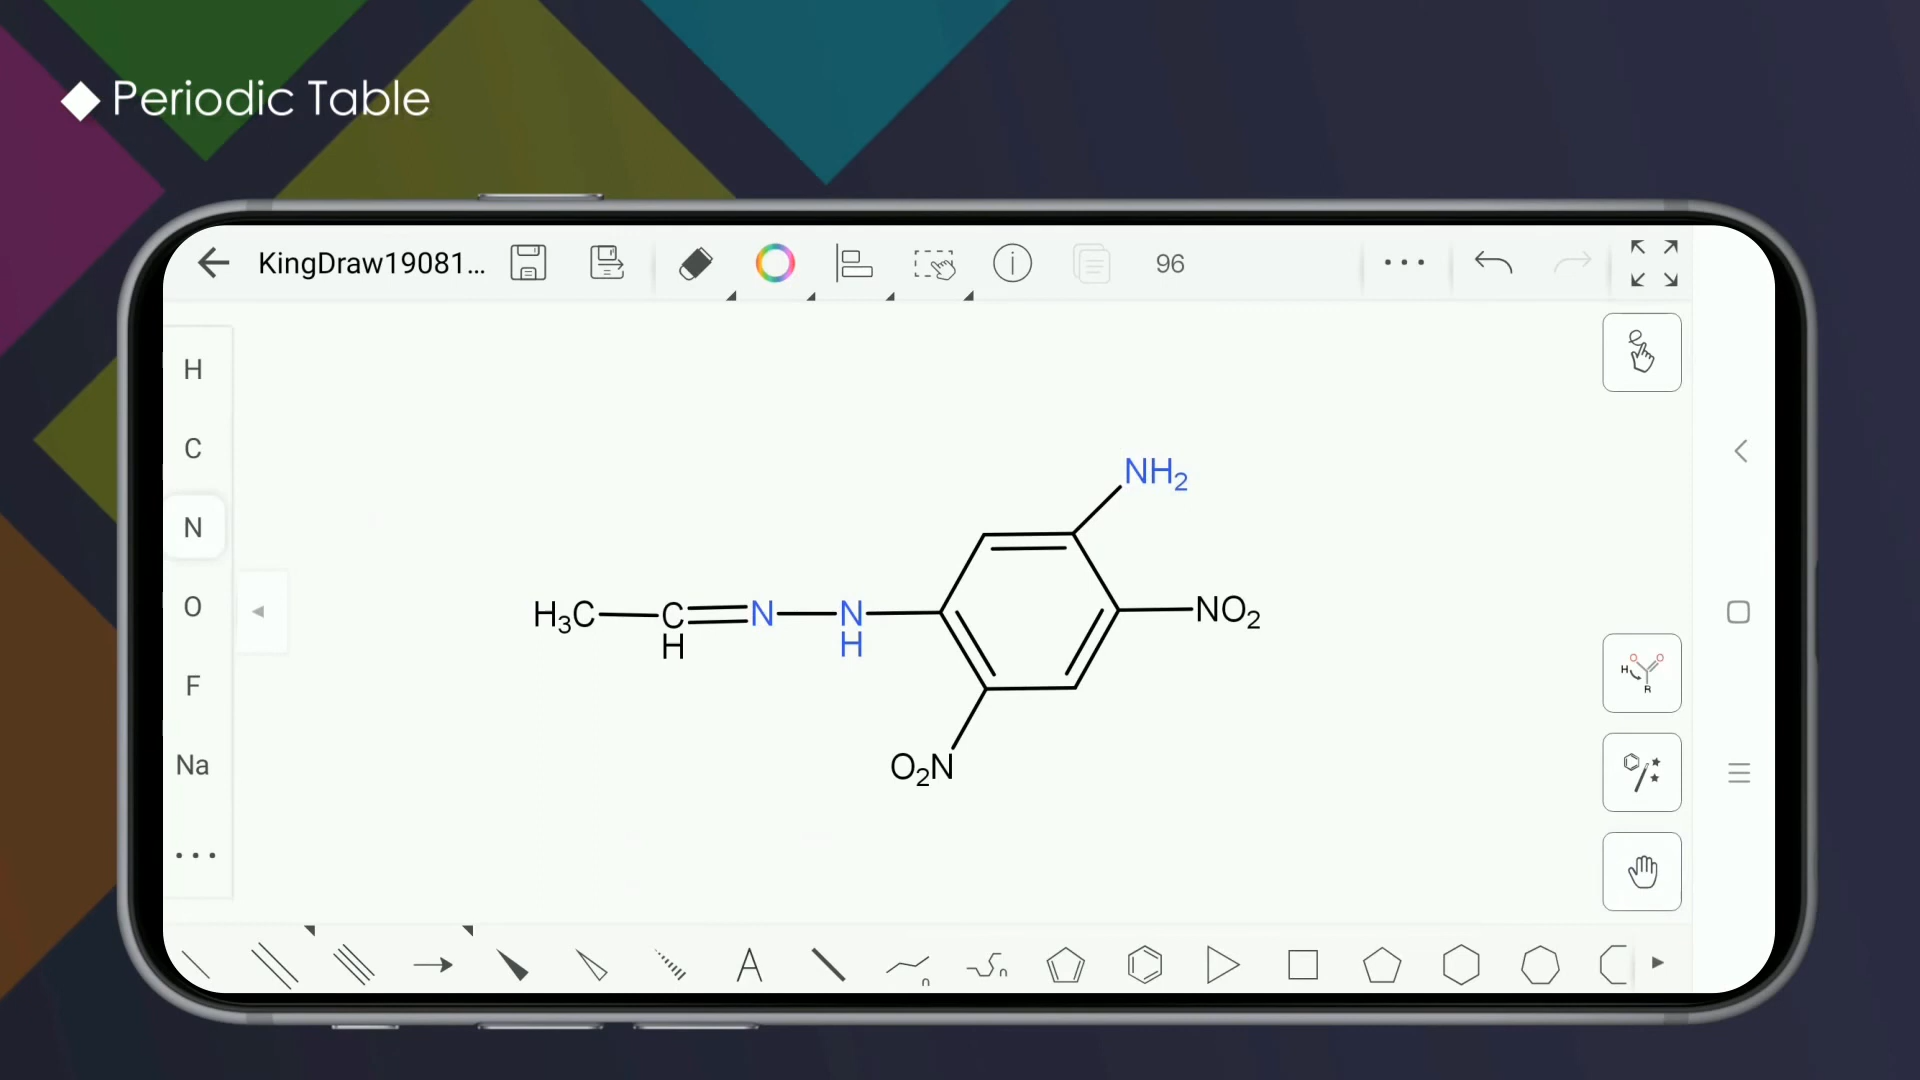 Periodic Table
KingDraw19081... 96
H
C
N
O
F
Na
NH2
H3C C N N NO2
H H
O2N
H O O
R
A
n n